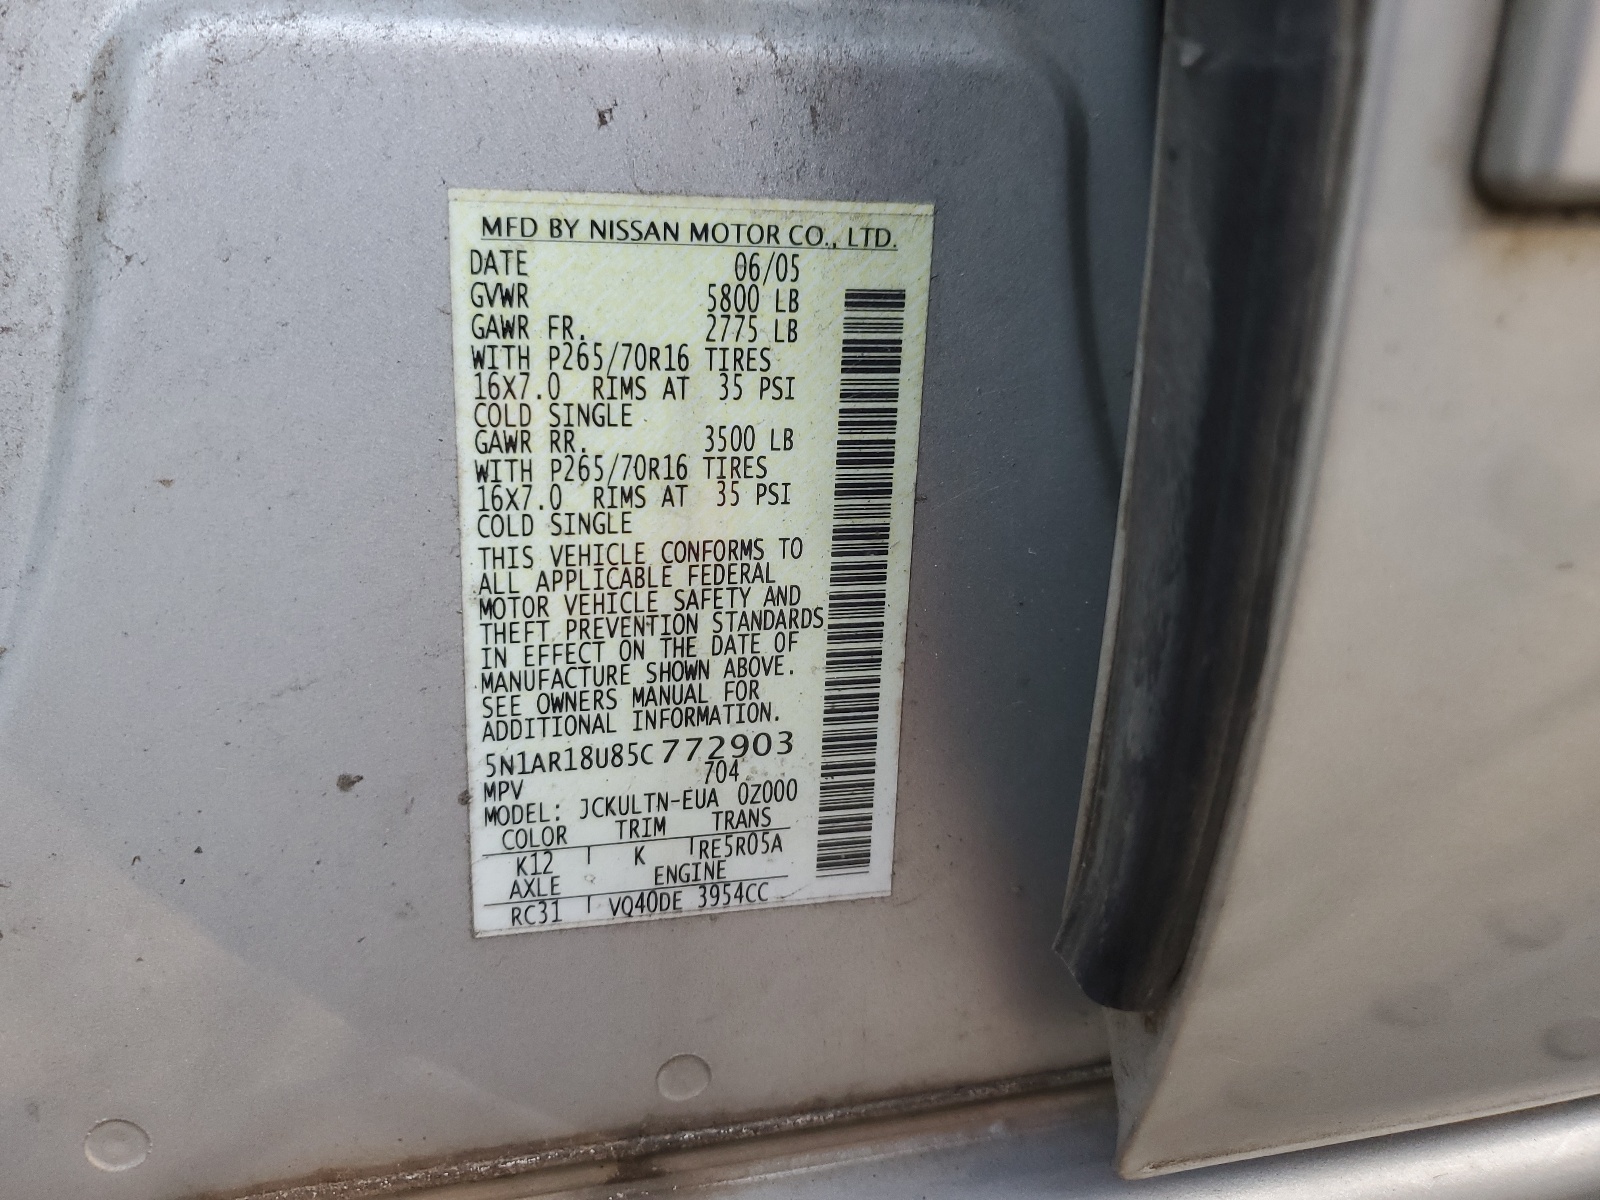 MFD BY NISSAN MOTOR CO., LTD.
DATE 06/05
GVWR 5800 LB
GAWR FR. 2775 LB
WITH P265/70R16 TIRES
16X7.0 RIMS AT 35 PSI
COLD SINGLE
GAWR RR. 3500 LB
WITH P265/70R16 TIRES
16X7.0 RIMS AT 35 PSI
COLD SINGLE
THIS VEHICLE CONFORMS TO
ALL APPLICABLE FEDERAL
MOTOR VEHICLE SAFETY AND
THEFT PREVENTION STANDARDS
IN EFFECT ON THE DATE OF
MANUFACTURE SHOWN ABOVE.
SEE OWNERS MANUAL FOR
ADDITIONAL INFORMATION.
5N1AR18U85C772903
MPV 704
MODEL: JCKULTN-EUA 0Z000
COLOR TRIM TRANS
K12 K RE5R05A
AXLE ENGINE
RC31 VQ40DE 3954CC